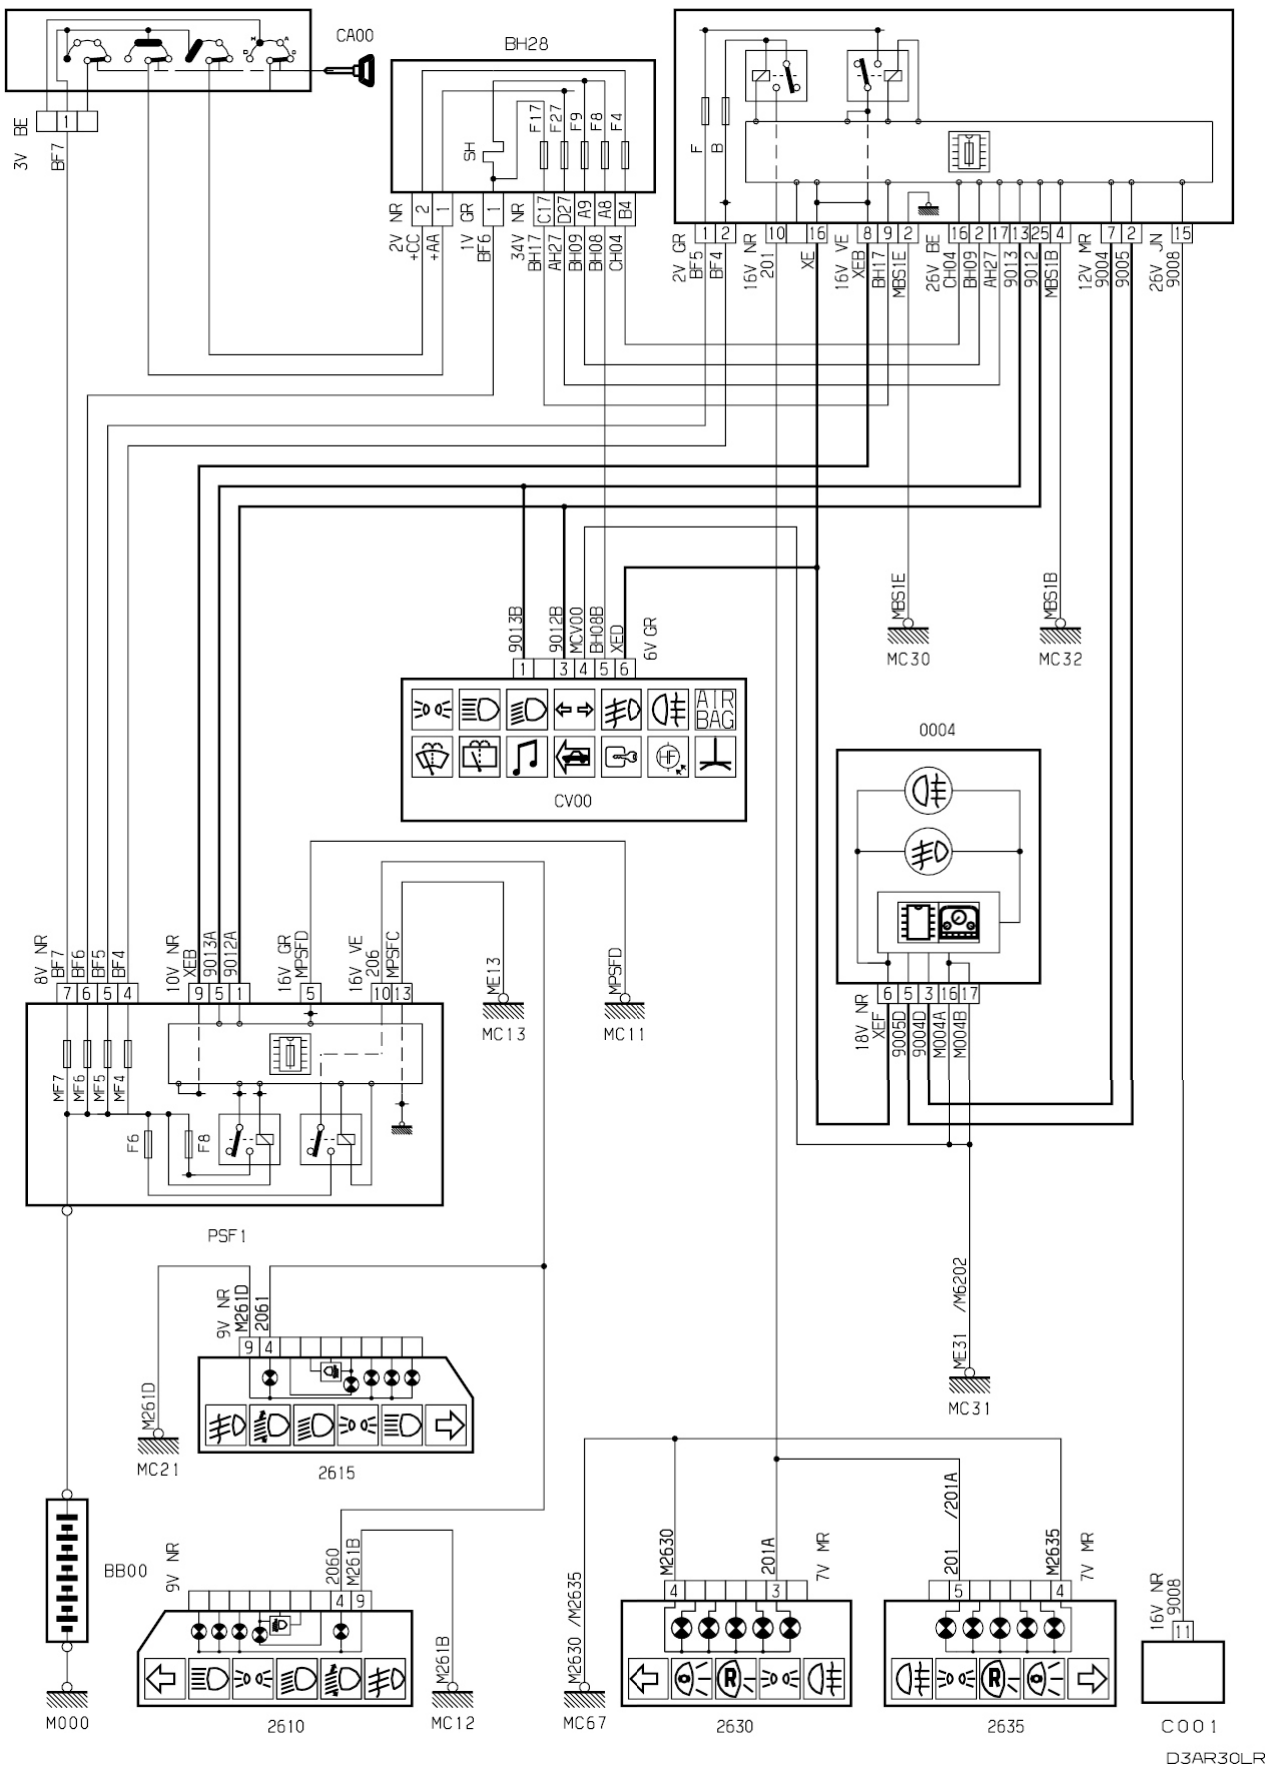 CA00
3V BE
1
BF7
BH28
SH
F17
F27
F9
F8
F4
2
1
1
C17
D27
A9
A8
B4
2V NR
+CC
+AA
1V GR
BF6
34V NR
BH17
AH27
BH09
BH08
CH04
F
B
1
2
10
16
8
9
2
16
2
17
13
25
4
7
2
15
2V GR
BF5
BF4
16V NR
201
XE
16V VE
XEB
BH17
MBS1E
26V BE
CH04
BH09
AH27
9013
9012
MBS1B
12V MR
9004
9005
26V JN
9008
MBS1E
MC30
MBS1B
MC32
9013B
9012B
MCV00
BH08B
XED
6V GR
1
3
4
5
6
AIR
BAG
HF
CV00
0004
18V NR
6
5
3
16
17
XEF
9005D
9004D
M004A
M004B
8V NR
BF7
BF6
BF5
BF4
10V NR
XEB
9013A
9012A
16V GR
MPSFD
16V VE
206
MPSFC
7
6
5
4
9
5
1
5
10
13
ME13
MC13
MPSFD
MC11
MF7
MF6
MF5
MF4
F6
F8
PSF1
9V NR
M261D
2061
9
4
M261D
MC21
2615
ME31 /M6202
MC31
BB00
M000
9V NR
2060
M261B
4
9
M261B
MC12
2610
M2630 /M2635
MC67
M2630
201A
7V MR
4
3
R
2630
201 /201A
M2635
7V MR
5
4
R
2635
16V NR
9008
11
C001
D3AR30LR